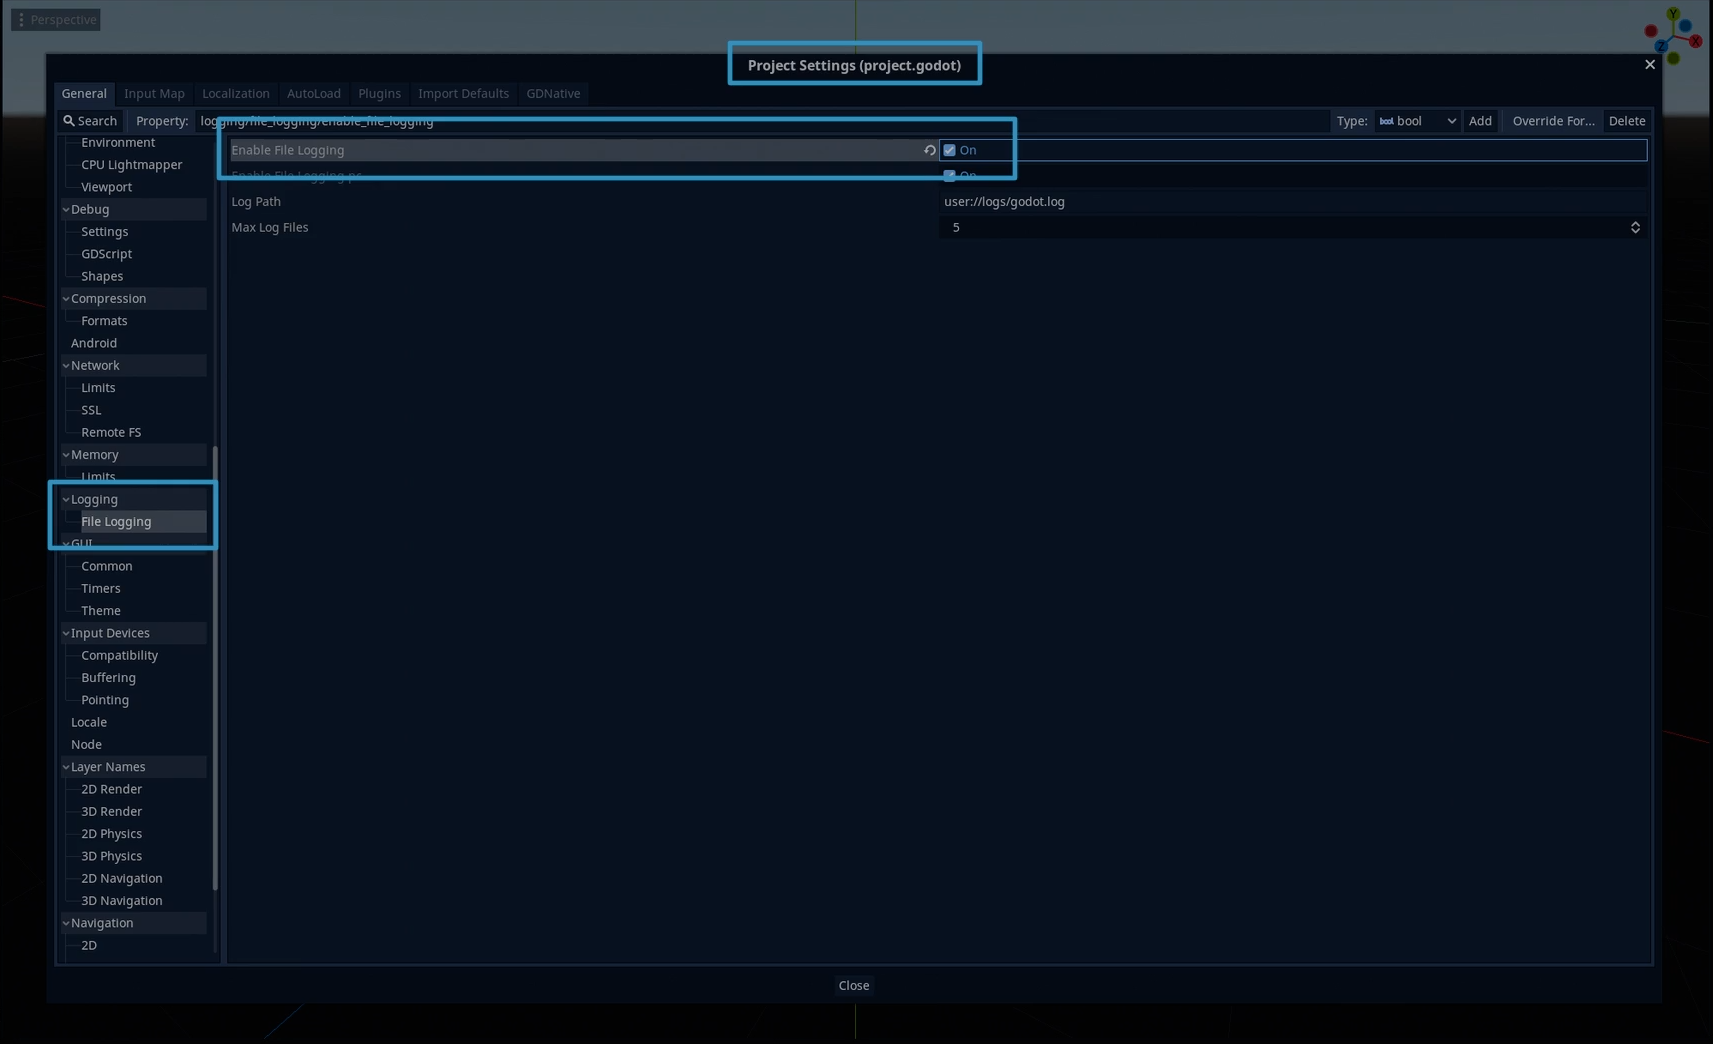 Perspective
Y
X
Z
Project Settings (project.godot)
General Input Map Localization AutoLoad Plugins Import Defaults GDNative
Search Property: logging/file_logging/enable_file_logging Type: bool bool Add Override For... Delete
Environment
CPU Lightmapper
Viewport
Debug
Settings
GDScript
Shapes
Compression
Formats
Android
Network
Limits
SSL
Remote FS
Memory
Limits
Logging
File Logging
GUI
Common
Timers
Theme
Input Devices
Compatibility
Buffering
Pointing
Locale
Node
Layer Names
2D Render
3D Render
2D Physics
3D Physics
2D Navigation
3D Navigation
Navigation
2D
Enable File Logging On
Enable File Logging.pc On
Log Path user://logs/godot.log
Max Log Files 5
Close